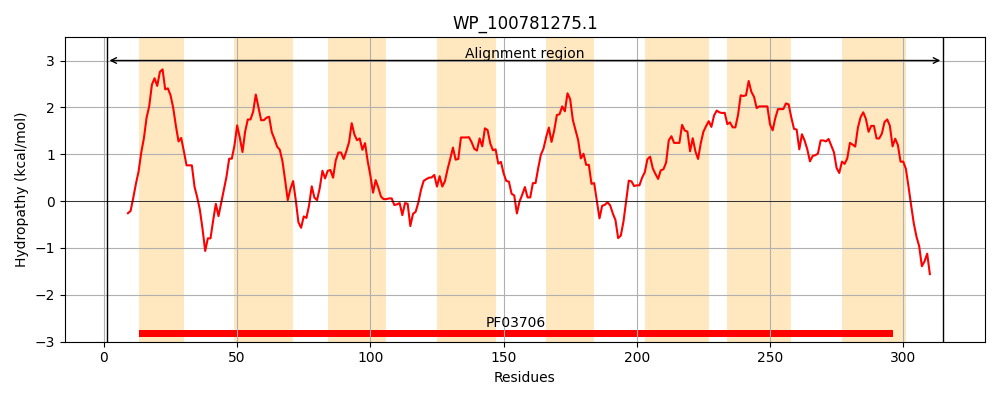 WP_100781275.1
Alignment region
3
2
1
0
−1
−2
−3
Hydropathy (kcal/mol)
PF03706
0 50 100 150 200 250 300
Residues